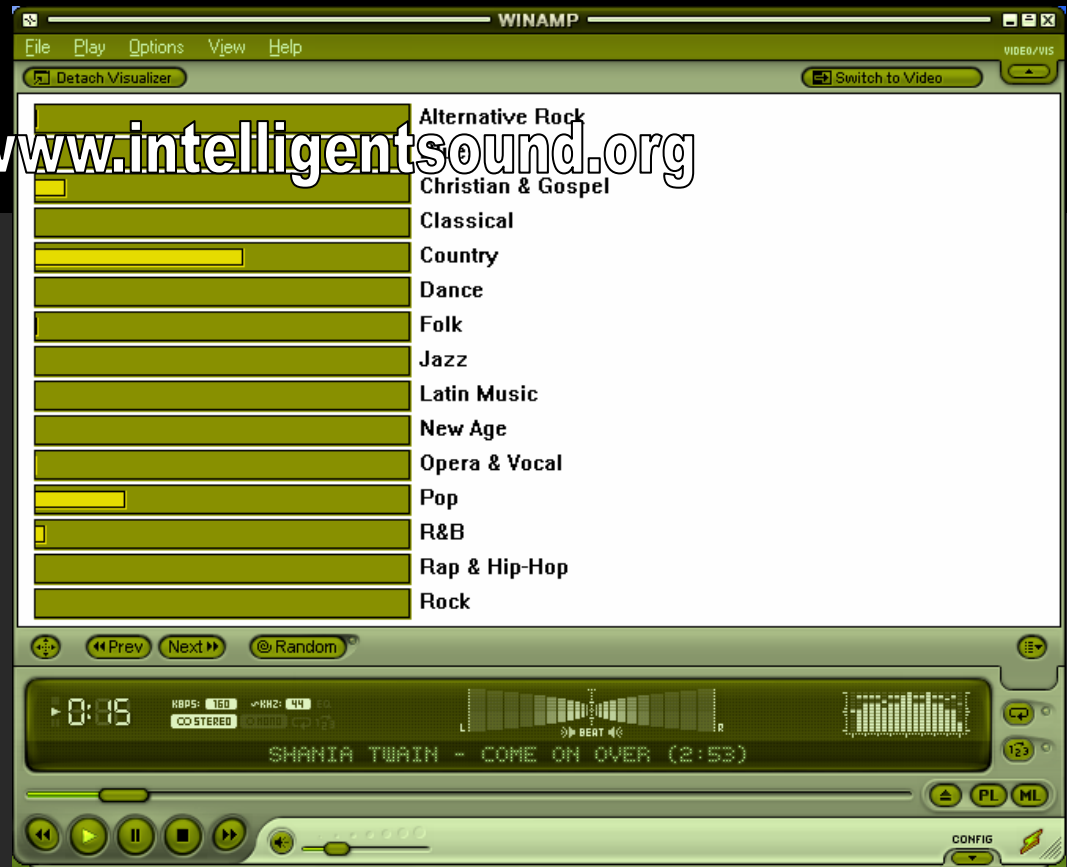 WINAMP
File Play Options View Help
VIDEO/VIS
Detach Visualizer Switch to Video
Alternative Rock
www.intelligentsound.org
Christian & Gospel
Classical
Country
Dance
Folk
Jazz
Latin Music
New Age
Opera & Vocal
Pop
R&B
Rap & Hip-Hop
Rock
Prev Next Random
0:15 KBPS: 160 KHZ: 44 EQ
STEREO MONO
L R
BEAT
SHANIA TWAIN - COME ON OVER (2:53)
123
PL ML
CONFIG